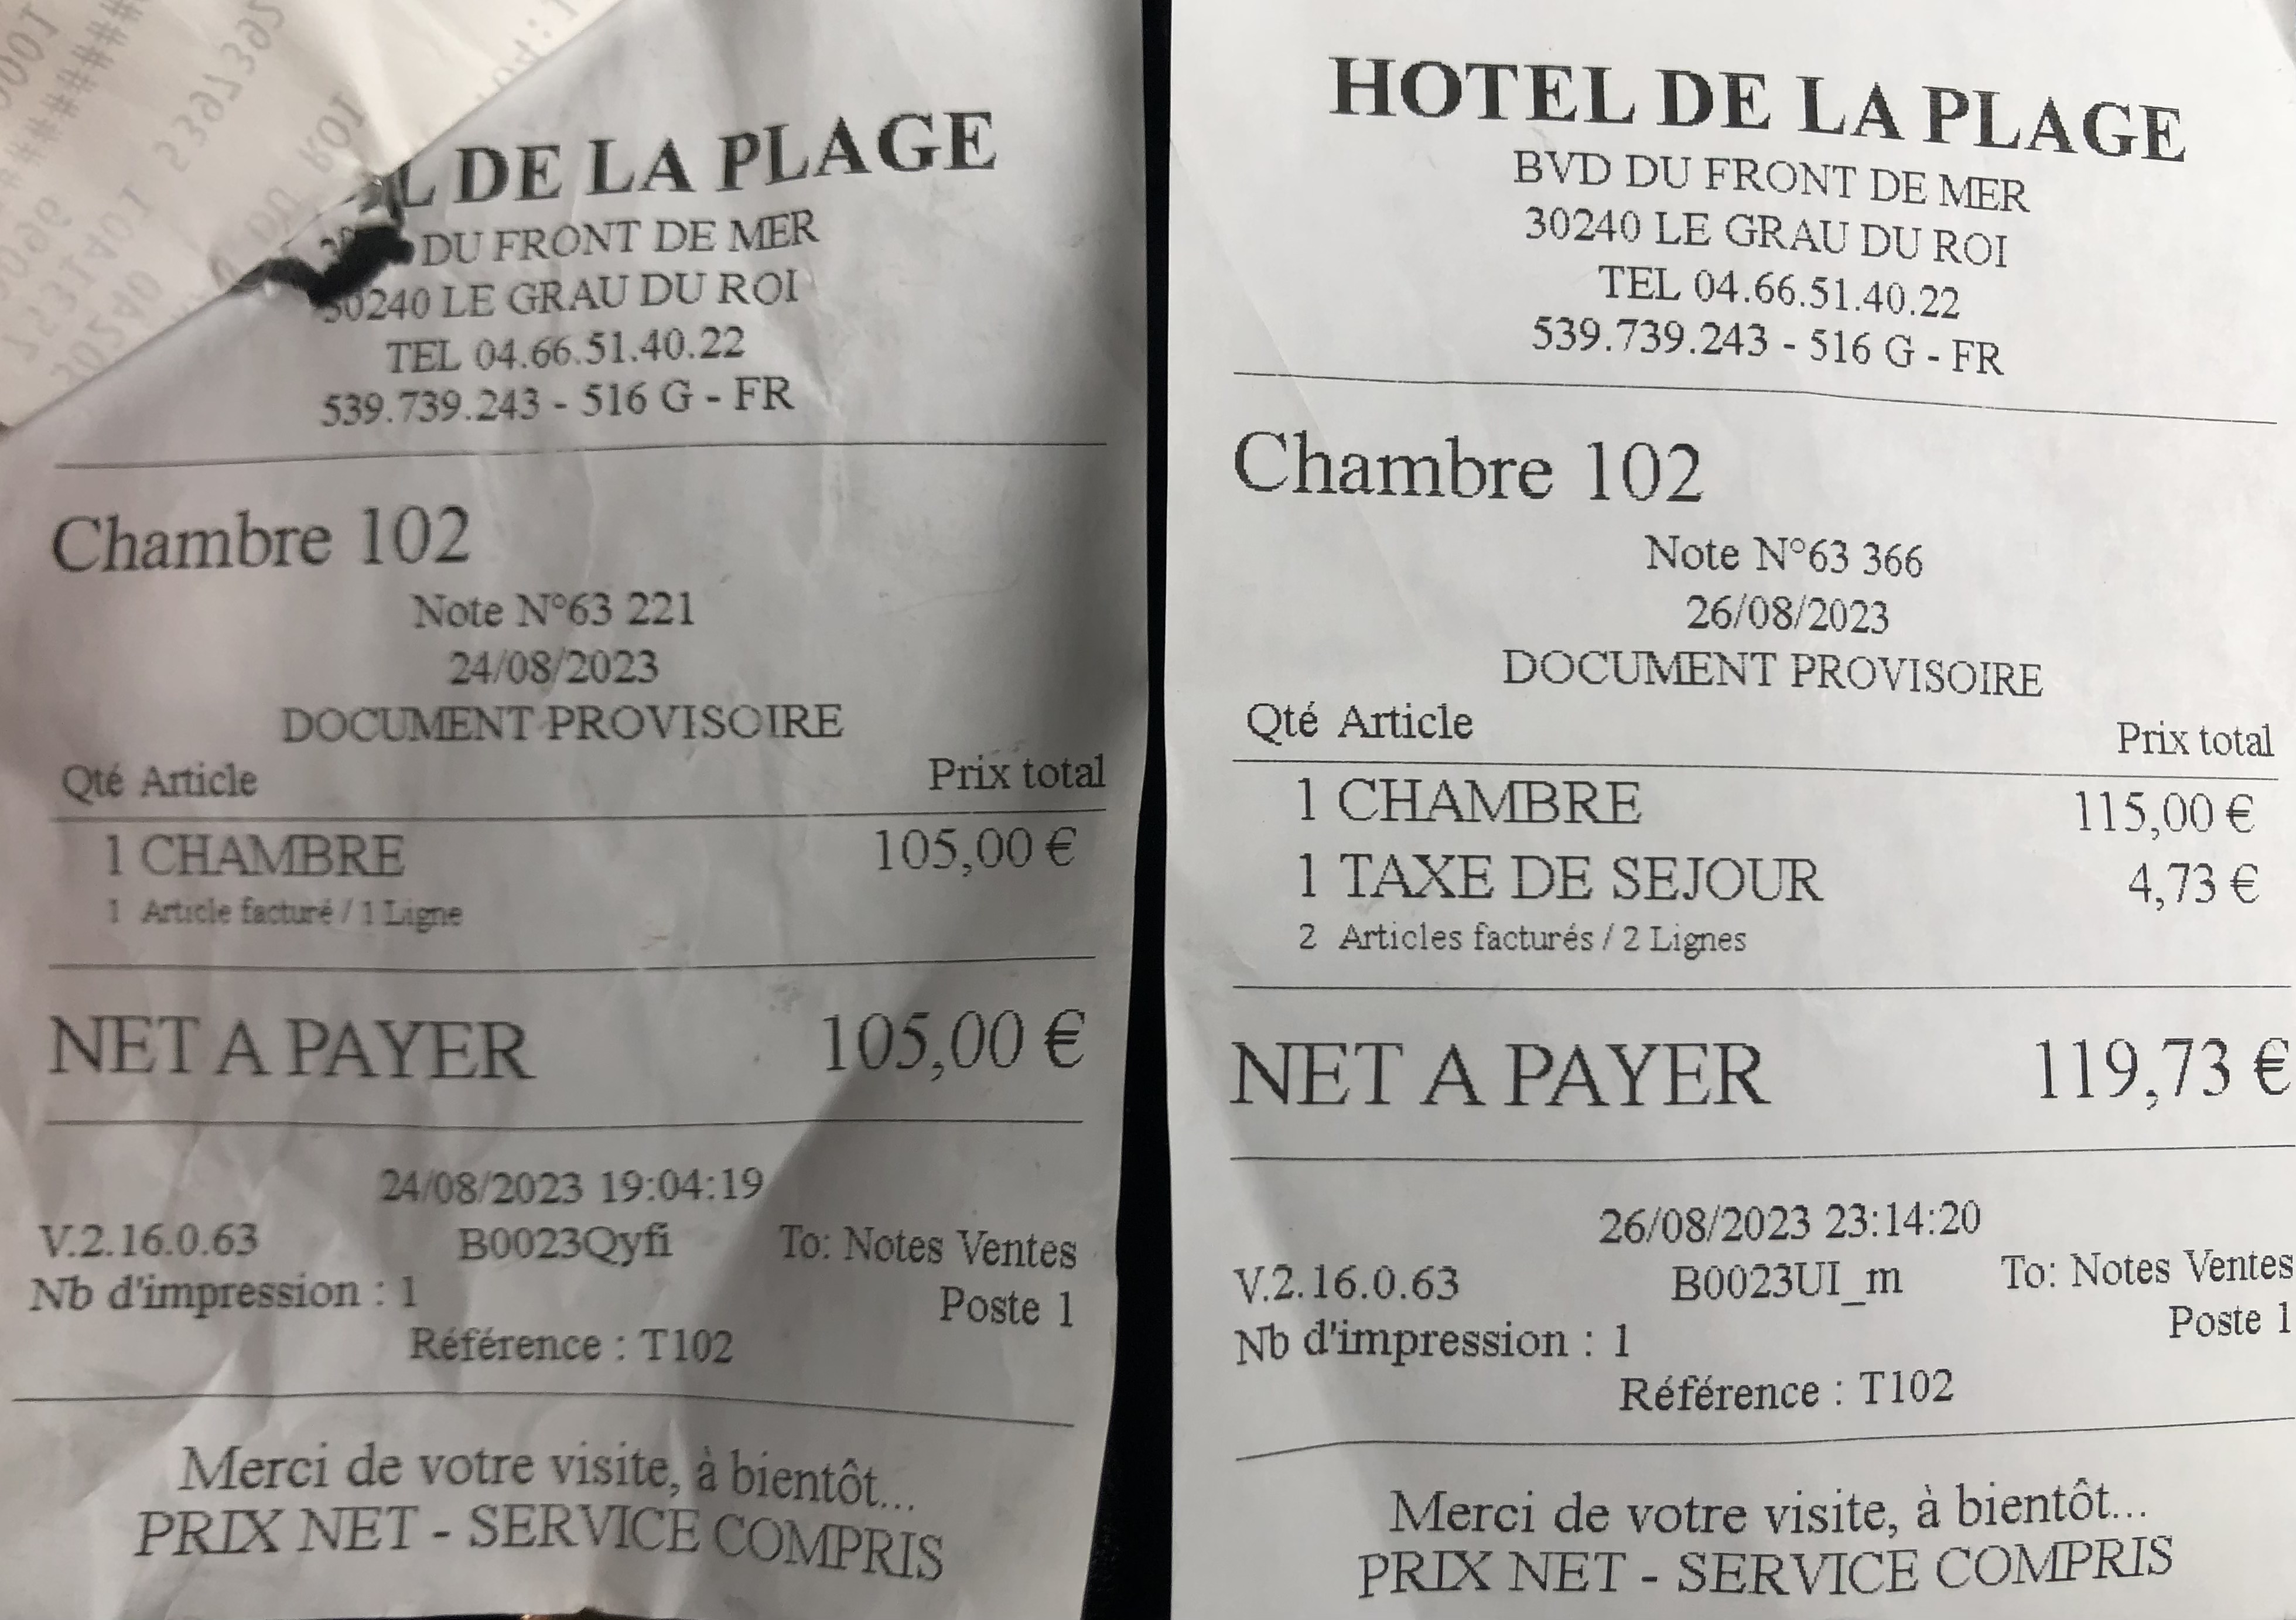 L DE LA PLAGE
DU FRONT DE MER
30240 LE GRAU DU ROI
TEL 04.66.51.40.22
539.739.243 - 516 G - FR
Chambre 102
Note N°63 221
24/08/2023
DOCUMENT PROVISOIRE
Qté Article Prix total
1 CHAMBRE 105,00 €
1 Article facturé / 1 Ligne
NET A PAYER 105,00 €
24/08/2023 19:04:19
V.2.16.0.63 B0023Qyfi To: Notes Ventes
Nb d'impression : 1 Poste 1
Référence : T102
Merci de votre visite, à bientôt...
PRIX NET - SERVICE COMPRIS
HOTEL DE LA PLAGE
BVD DU FRONT DE MER
30240 LE GRAU DU ROI
TEL 04.66.51.40.22
539.739.243 - 516 G - FR
Chambre 102
Note N°63 366
26/08/2023
DOCUMENT PROVISOIRE
Qté Article Prix total
1 CHAMBRE 115,00 €
1 TAXE DE SEJOUR 4,73 €
2 Articles facturés / 2 Lignes
NET A PAYER 119,73 €
26/08/2023 23:14:20
V.2.16.0.63 B0023UI_m To: Notes Ventes
Nb d'impression : 1 Poste 1
Référence : T102
Merci de votre visite, à bientôt...
PRIX NET - SERVICE COMPRIS